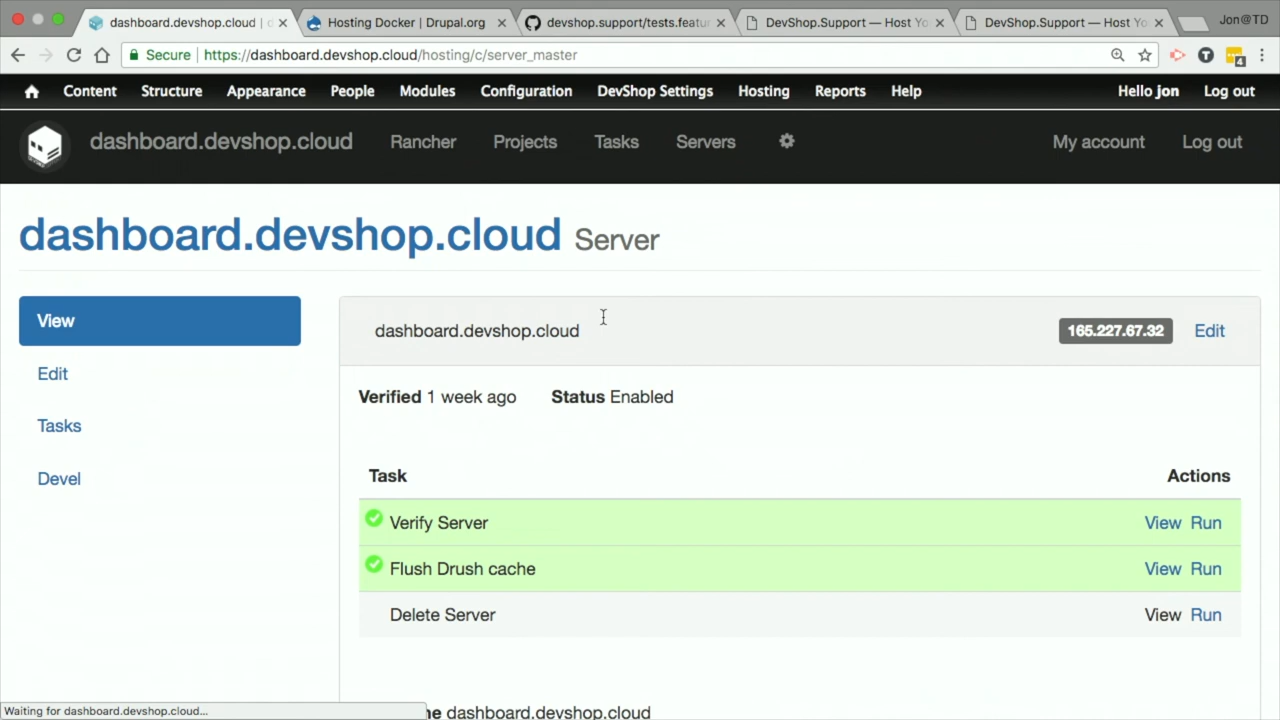 dashboard.devshop.cloud | d
Hosting Docker | Drupal.org
devshop.support/tests.featur
DevShop.Support — Host Yo
DevShop.Support — Host Yo
Jon@TD
Secure https://dashboard.devshop.cloud/hosting/c/server_master
T
4
Content Structure Appearance People Modules Configuration DevShop Settings Hosting Reports Help Hello jon Log out
dashboard.devshop.cloud Rancher Projects Tasks Servers My account Log out
dashboard.devshop.cloud Server
View
Edit
Tasks
Devel
dashboard.devshop.cloud 165.227.67.32 Edit
Verified 1 week ago Status Enabled
Task Actions
Verify Server View Run
Flush Drush cache View Run
Delete Server View Run
dashboard.devshop.cloud
Waiting for dashboard.devshop.cloud...